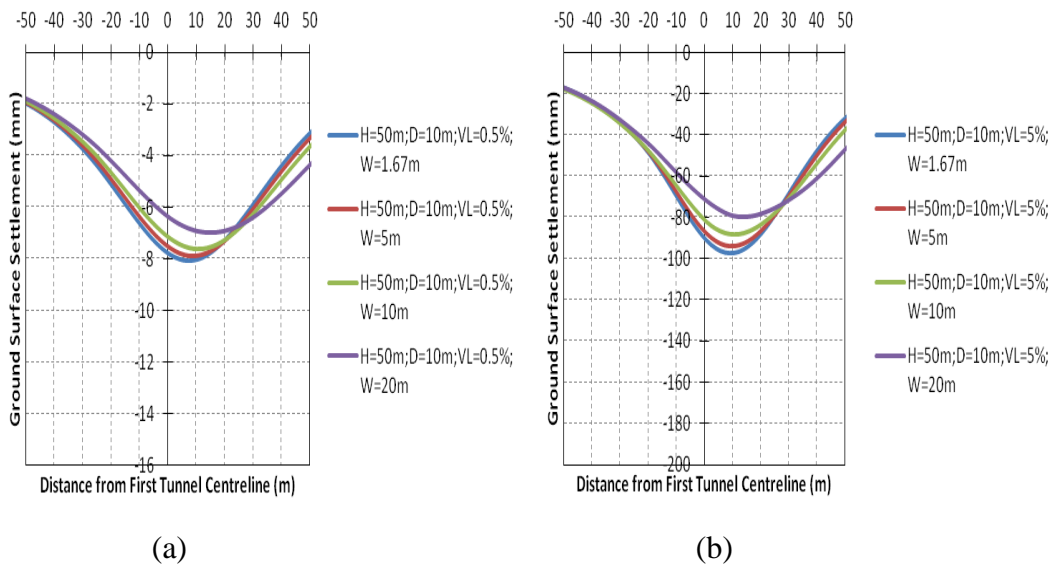 -50 -40 -30 -20 -10 0 10 20 30 40 50
0
-2
-4
-6
-8
-10
-12
-14
-16
Ground Surface Settlement (mm)
Distance from First Tunnel Centreline (m)
H=50m;D=10m;VL=0.5%;
W=1.67m
H=50m;D=10m;VL=0.5%;
W=5m
H=50m;D=10m;VL=0.5%;
W=10m
H=50m;D=10m;VL=0.5%;
W=20m
(a)
-50 -40 -30 -20 -10 0 10 20 30 40 50
0
-20
-40
-60
-80
-100
-120
-140
-160
-180
-200
Ground Surface Settlement (mm)
Distance from First Tunnel Centreline (m)
H=50m;D=10m;VL=5%;
W=1.67m
H=50m;D=10m;VL=5%;
W=5m
H=50m;D=10m;VL=5%;
W=10m
H=50m;D=10m;VL=5%;
W=20m
(b)